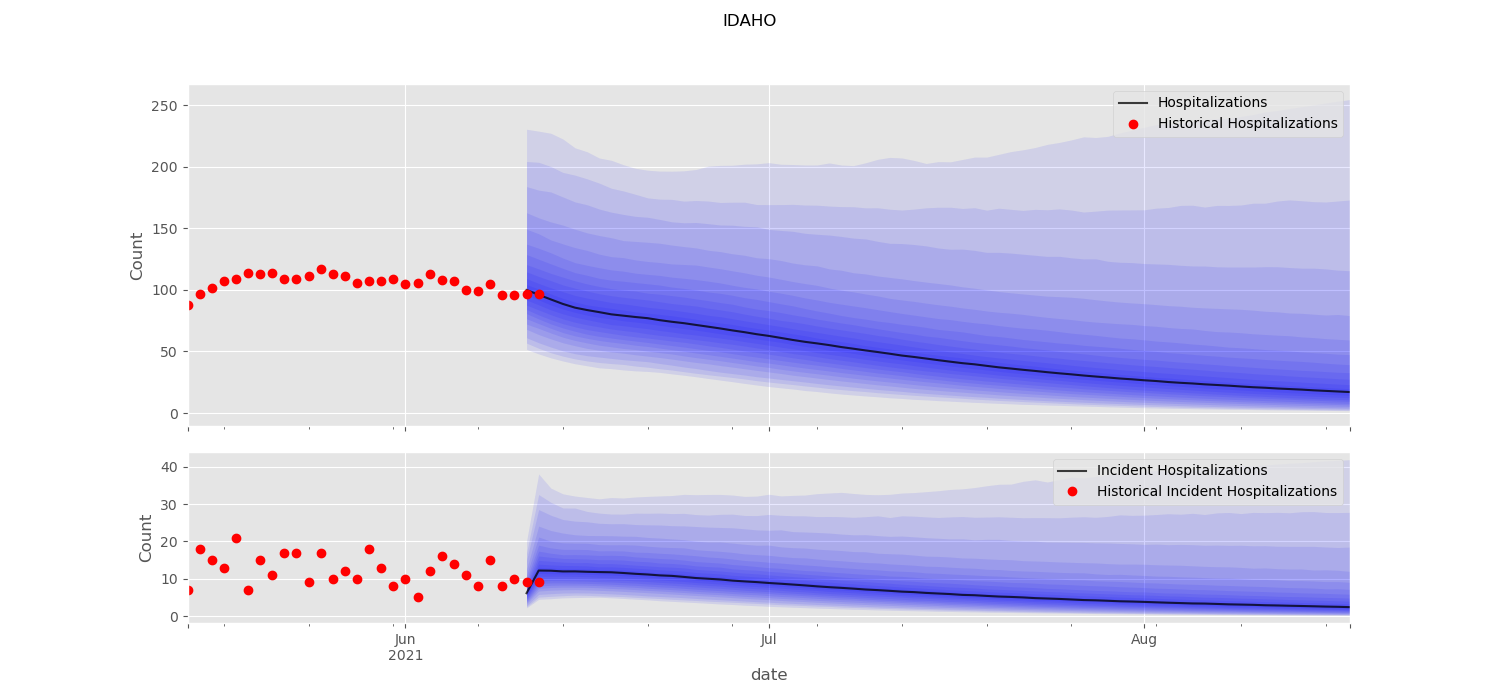 IDAHO
Hospitalizations
Historical Hospitalizations
Count
250
200
150
100
50
0
Incident Hospitalizations
Historical Incident Hospitalizations
Count
40
30
20
10
0
Jun
2021
Jul
Aug
date